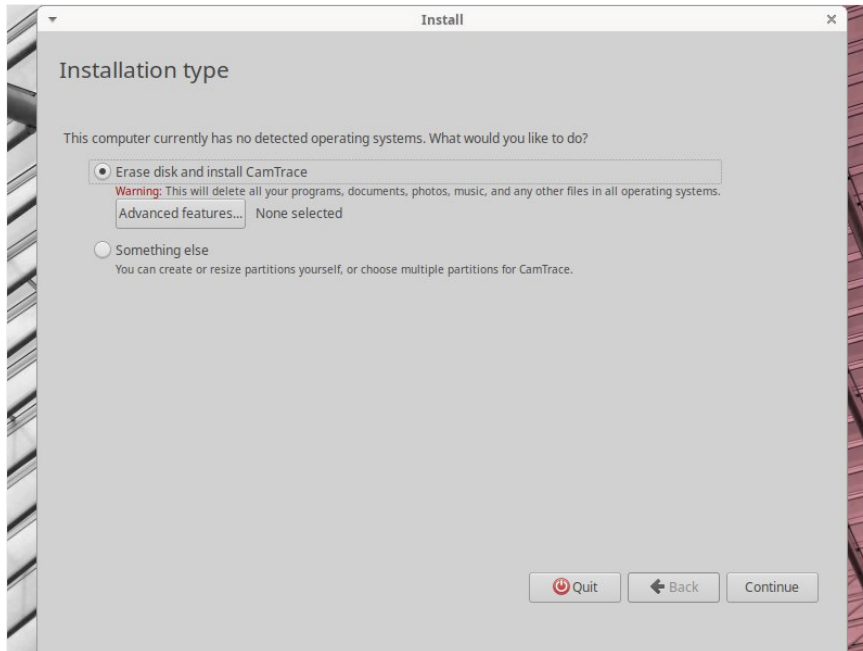 Install
Installation type
This computer currently has no detected operating systems. What would you like to do?
Erase disk and install CamTrace
Warning: This will delete all your programs, documents, photos, music, and any other files in all operating systems.
Advanced features... None selected
Something else
You can create or resize partitions yourself, or choose multiple partitions for CamTrace.
Quit Back Continue